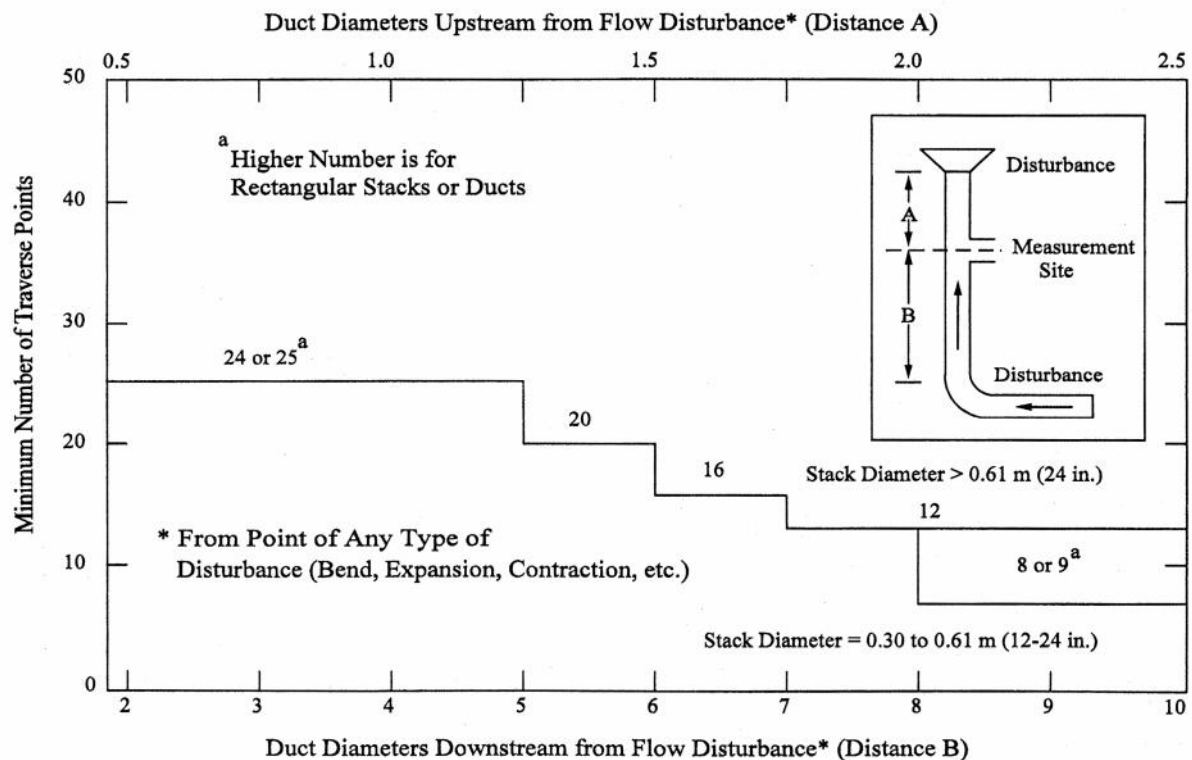 Duct Diameters Upstream from Flow Disturbance* (Distance A)
0.5 1.0 1.5 2.0 2.5
50
40
30
20
10
0
Minimum Number of Traverse Points
a Higher Number is for
Rectangular Stacks or Ducts
Disturbance
A
Measurement
Site
B
Disturbance
24 or 25 a
20
16
Stack Diameter > 0.61 m (24 in.)
12
* From Point of Any Type of
Disturbance (Bend, Expansion, Contraction, etc.)
8 or 9 a
Stack Diameter = 0.30 to 0.61 m (12-24 in.)
2 3 4 5 6 7 8 9 10
Duct Diameters Downstream from Flow Disturbance* (Distance B)